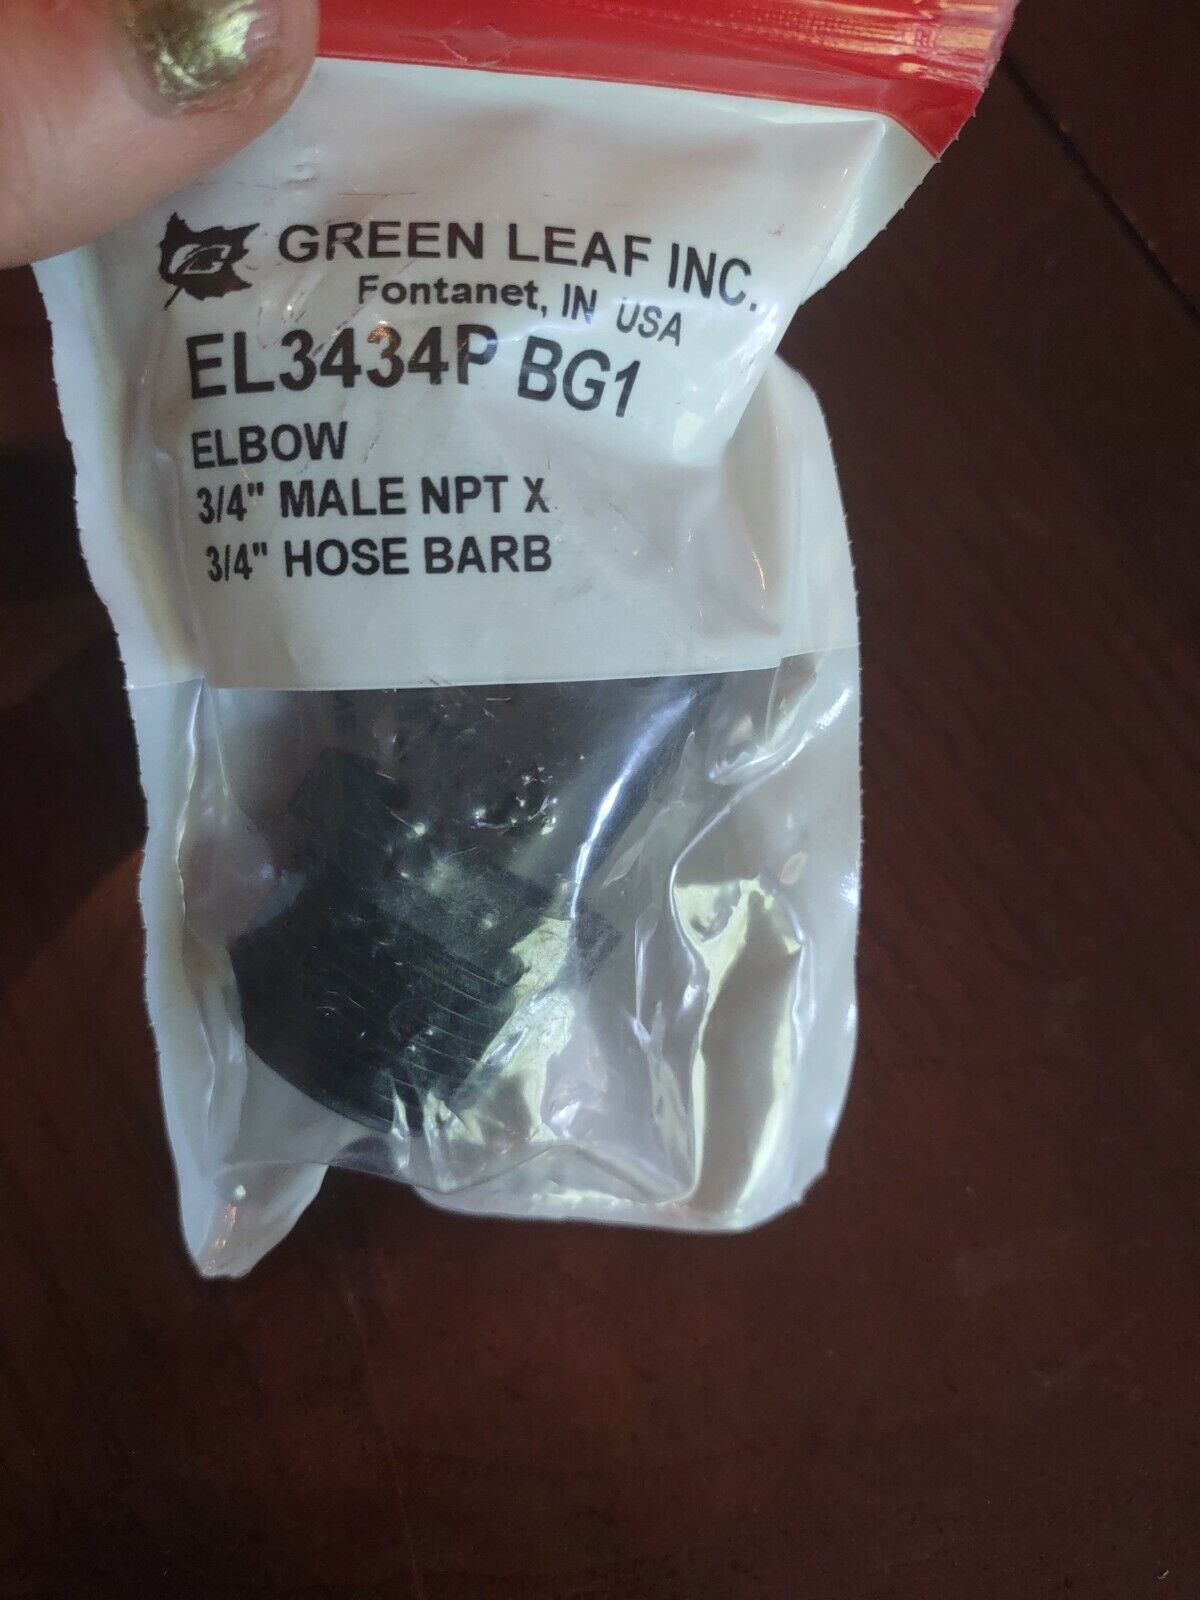 GREEN LEAF INC.
Fontanet, IN USA
EL3434P BG1
ELBOW
3/4" MALE NPT X
3/4" HOSE BARB